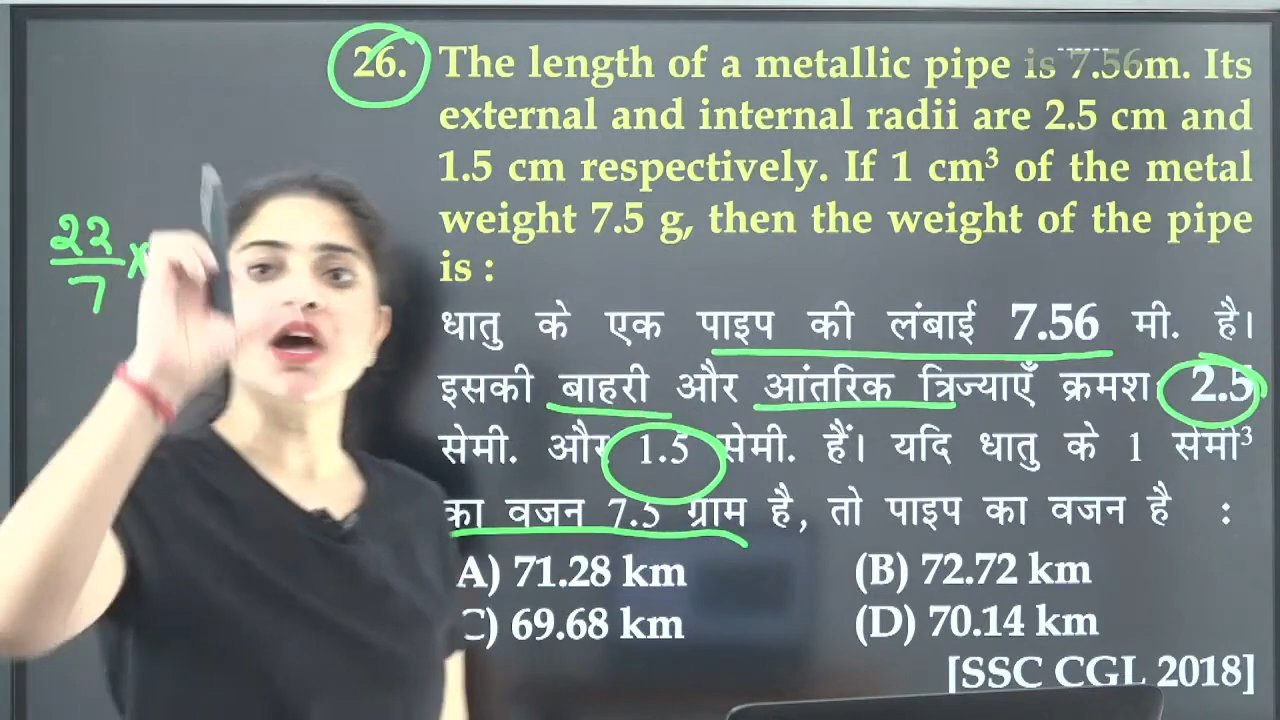 26. The length of a metallic pipe is 7.56m. Its
external and internal radii are 2.5 cm and
1.5 cm respectively. If 1 cm³ of the metal
weight 7.5 g, then the weight of the pipe
is :
22/7 ×
धातु के एक पाइप की लंबाई 7.56 मी. है।
इसकी बाहरी और आंतरिक त्रिज्याएँ क्रमश 2.5
सेमी. और 1.5 सेमी. हैं। यदि धातु के 1 सेमी³
का वजन 7.5 ग्राम है, तो पाइप का वजन है :
A) 71.28 km (B) 72.72 km
C) 69.68 km (D) 70.14 km
[SSC CGL 2018]